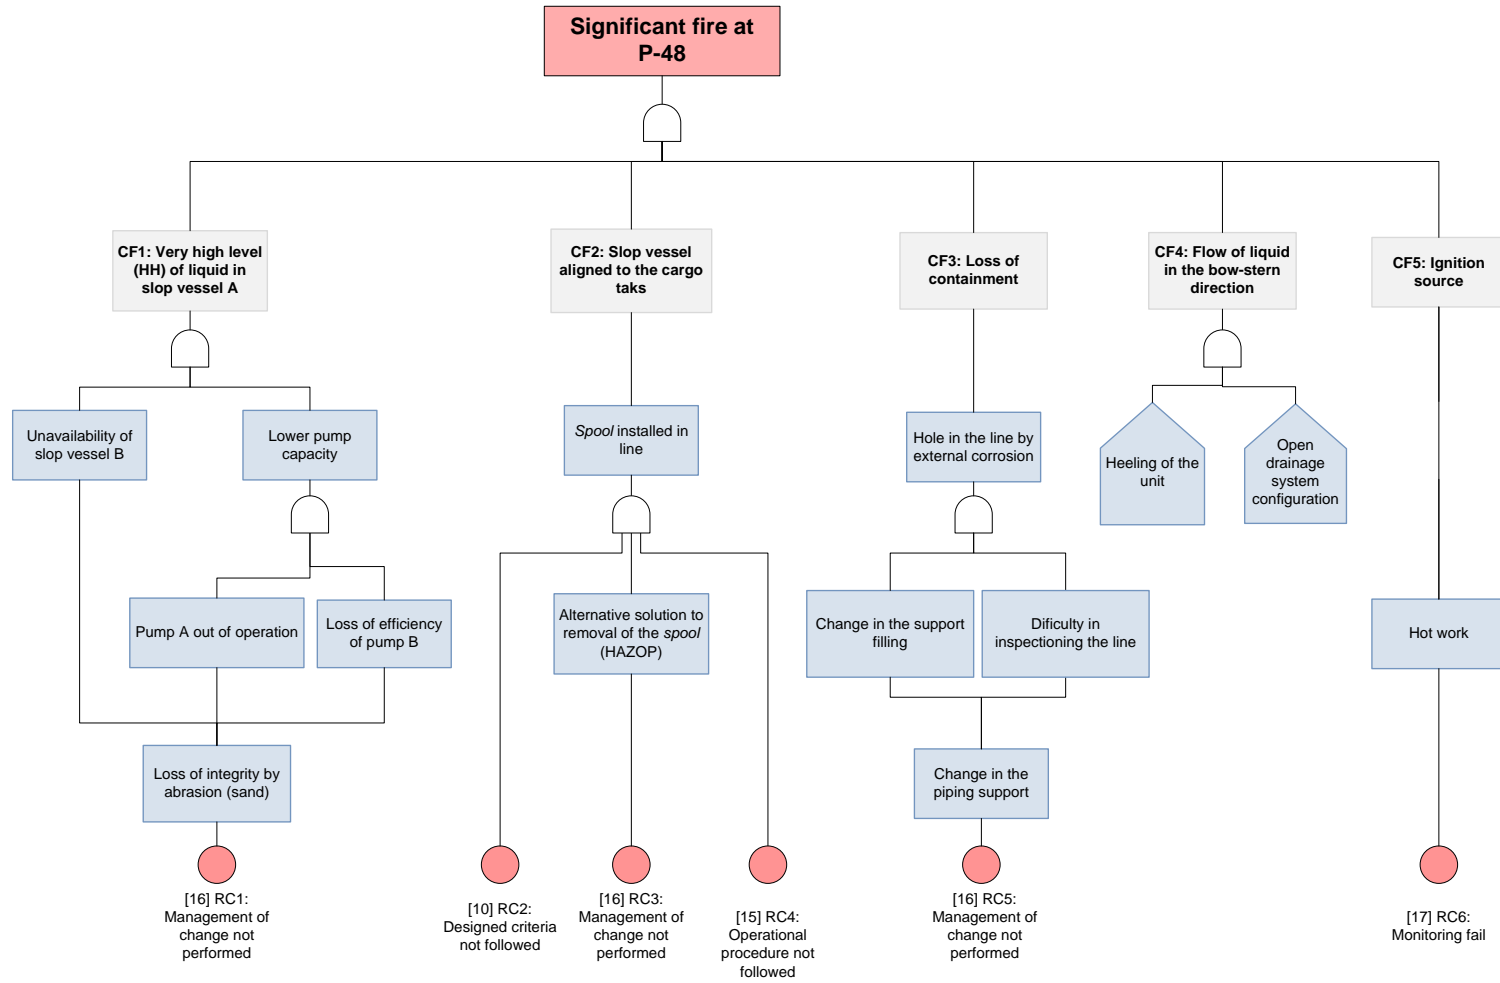 Significant fire at
P-48
CF1: Very high level
(HH) of liquid in
slop vessel A
CF2: Slop vessel
aligned to the cargo
taks
CF3: Loss of
containment
CF4: Flow of liquid
in the bow-stern
direction
CF5: Ignition
source
Unavailability of
slop vessel B
Lower pump
capacity
Spool installed in
line
Hole in the line by
external corrosion
Heeling of the
unit
Open
drainage
system
configuration
Pump A out of operation
Loss of efficiency
of pump B
Alternative solution to
removal of the spool
(HAZOP)
Change in the support
filling
Dificulty in
inspectioning the line
Hot work
Loss of integrity by
abrasion (sand)
Change in the
piping support
[16] RC1:
Management of
change not
performed
[10] RC2:
Designed criteria
not followed
[16] RC3:
Management of
change not
performed
[15] RC4:
Operational
procedure not
followed
[16] RC5:
Management of
change not
performed
[17] RC6:
Monitoring fail